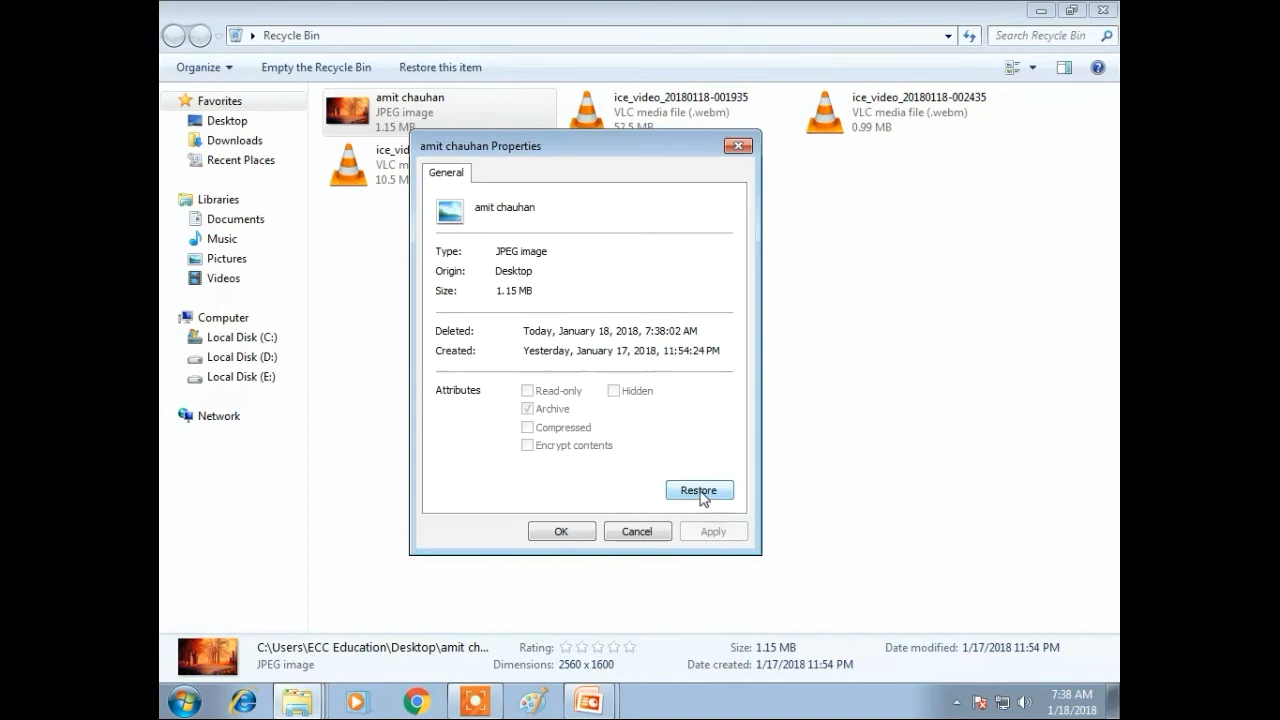 Recycle Bin
Search Recycle Bin
Organize Empty the Recycle Bin Restore this item
Favorites
Desktop
Downloads
Recent Places
Libraries
Documents
Music
Pictures
Videos
Computer
Local Disk (C:)
Local Disk (D:)
Local Disk (E:)
Network
amit chauhan
JPEG image
1.15 MB
ice_video_20180118-001935
VLC media file (.webm)
52.5 MB
ice_video_20180118-002435
VLC media file (.webm)
0.99 MB
ice_vi
VLC m
10.5 M
amit chauhan Properties
General
amit chauhan
Type: JPEG image
Origin: Desktop
Size: 1.15 MB
Deleted: Today, January 18, 2018, 7:38:02 AM
Created: Yesterday, January 17, 2018, 11:54:24 PM
Attributes Read-only Hidden
Archive
Compressed
Encrypt contents
Restore
OK Cancel Apply
C:\Users\ECC Education\Desktop\amit ch... Rating: Size: 1.15 MB Date modified: 1/17/2018 11:54 PM
JPEG image Dimensions: 2560 x 1600 Date created: 1/17/2018 11:54 PM
7:38 AM
1/18/2018